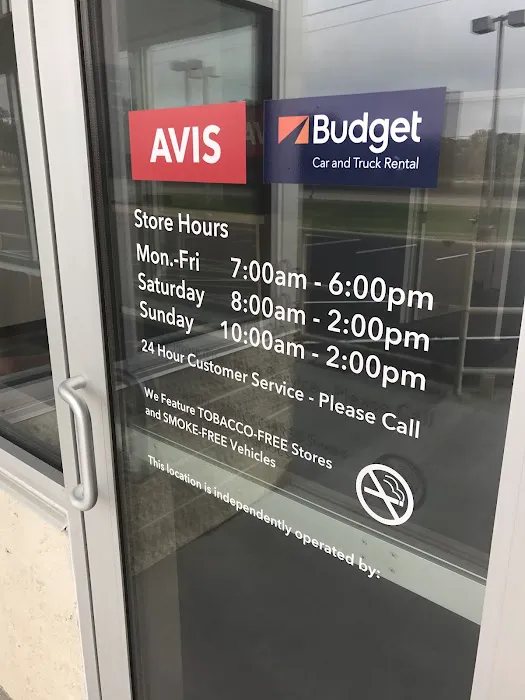 AVIS
Budget
Car and Truck Rental
Store Hours
Mon.-Fri 7:00am - 6:00pm
Saturday 8:00am - 2:00pm
Sunday 10:00am - 2:00pm
24 Hour Customer Service - Please Call
We Feature TOBACCO-FREE Stores
and SMOKE-FREE Vehicles
This location is independently operated by: